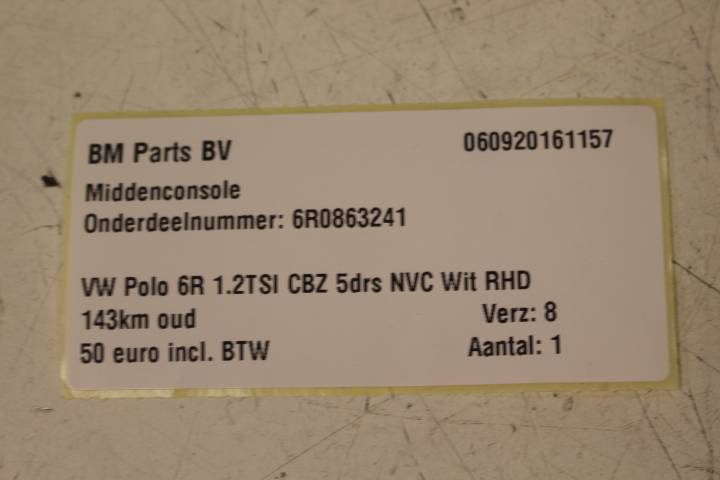 BM Parts BV 060920161157
Middenconsole
Onderdeelnummer: 6R0863241
VW Polo 6R 1.2TSI CBZ 5drs NVC Wit RHD
143km oud Verz: 8
50 euro incl. BTW Aantal: 1